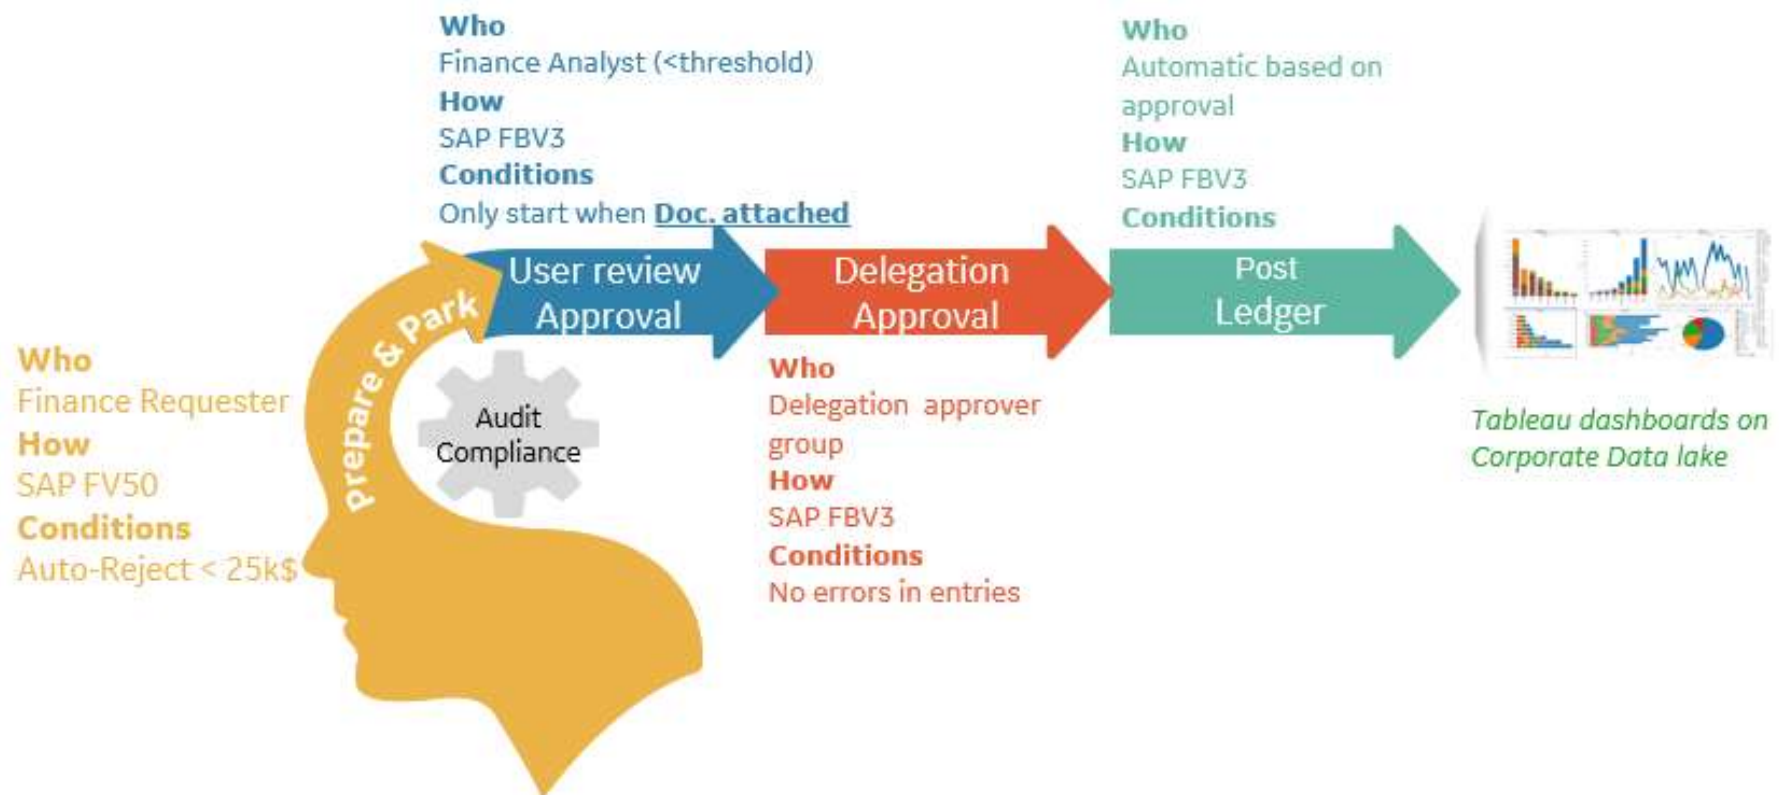 Who
Finance Requester
How
SAP FV50
Conditions
Auto-Reject < 25k$
Prepare & Park
Audit
Compliance
Who
Finance Analyst (<threshold)
How
SAP FBV3
Conditions
Only start when Doc. attached
User review
Approval
Delegation
Approval
Who
Delegation approver
group
How
SAP FBV3
Conditions
No errors in entries
Who
Automatic based on
approval
How
SAP FBV3
Conditions
Post
Ledger
Tableau dashboards on
Corporate Data lake